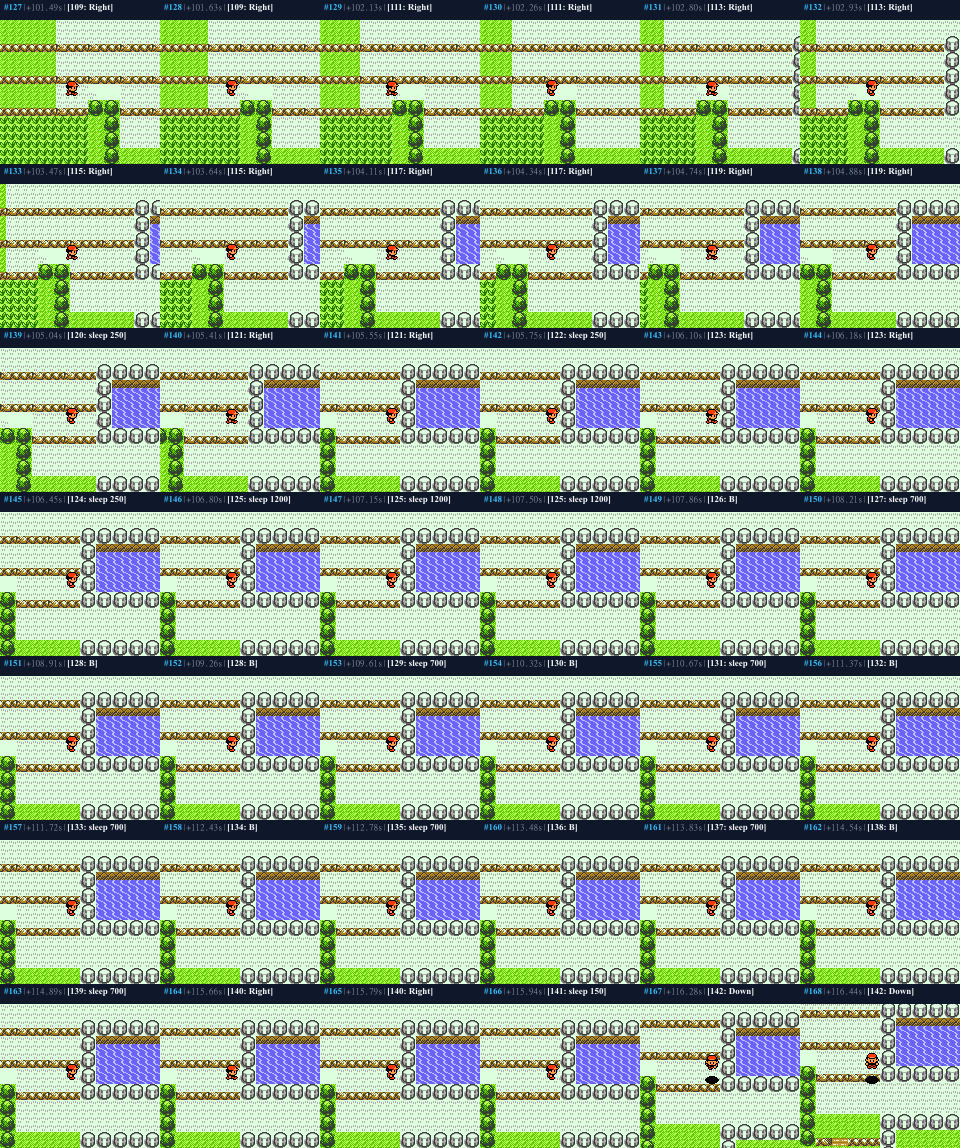 #127|+101.49s| [109: Right] #128|+101.63s| [109: Right] #129|+102.13s| [111: Right] #130|+102.26s| [111: Right] #131|+102.80s| [113: Right] #132|+102.93s| [113: Right]
#133|+103.47s| [115: Right] #134|+103.64s| [115: Right] #135|+104.11s| [117: Right] #136|+104.34s| [117: Right] #137|+104.74s| [119: Right] #138|+104.88s| [119: Right]
#139|+105.04s| [120: sleep 250] #140|+105.41s| [121: Right] #141|+105.55s| [121: Right] #142|+105.75s| [122: sleep 250] #143|+106.10s| [123: Right] #144|+106.18s| [123: Right]
#145|+106.45s| [124: sleep 250] #146|+106.80s| [125: sleep 1200] #147|+107.15s| [125: sleep 1200] #148|+107.50s| [125: sleep 1200] #149|+107.86s| [126: B] #150|+108.21s| [127: sleep 700]
#151|+108.91s| [128: B] #152|+109.26s| [128: B] #153|+109.61s| [129: sleep 700] #154|+110.32s| [130: B] #155|+110.67s| [131: sleep 700] #156|+111.37s| [132: B]
#157|+111.72s| [133: sleep 700] #158|+112.43s| [134: B] #159|+112.78s| [135: sleep 700] #160|+113.48s| [136: B] #161|+113.83s| [137: sleep 700] #162|+114.54s| [138: B]
#163|+114.89s| [139: sleep 700] #164|+115.66s| [140: Right] #165|+115.79s| [140: Right] #166|+115.94s| [141: sleep 150] #167|+116.28s| [142: Down] #168|+116.44s| [142: Down]